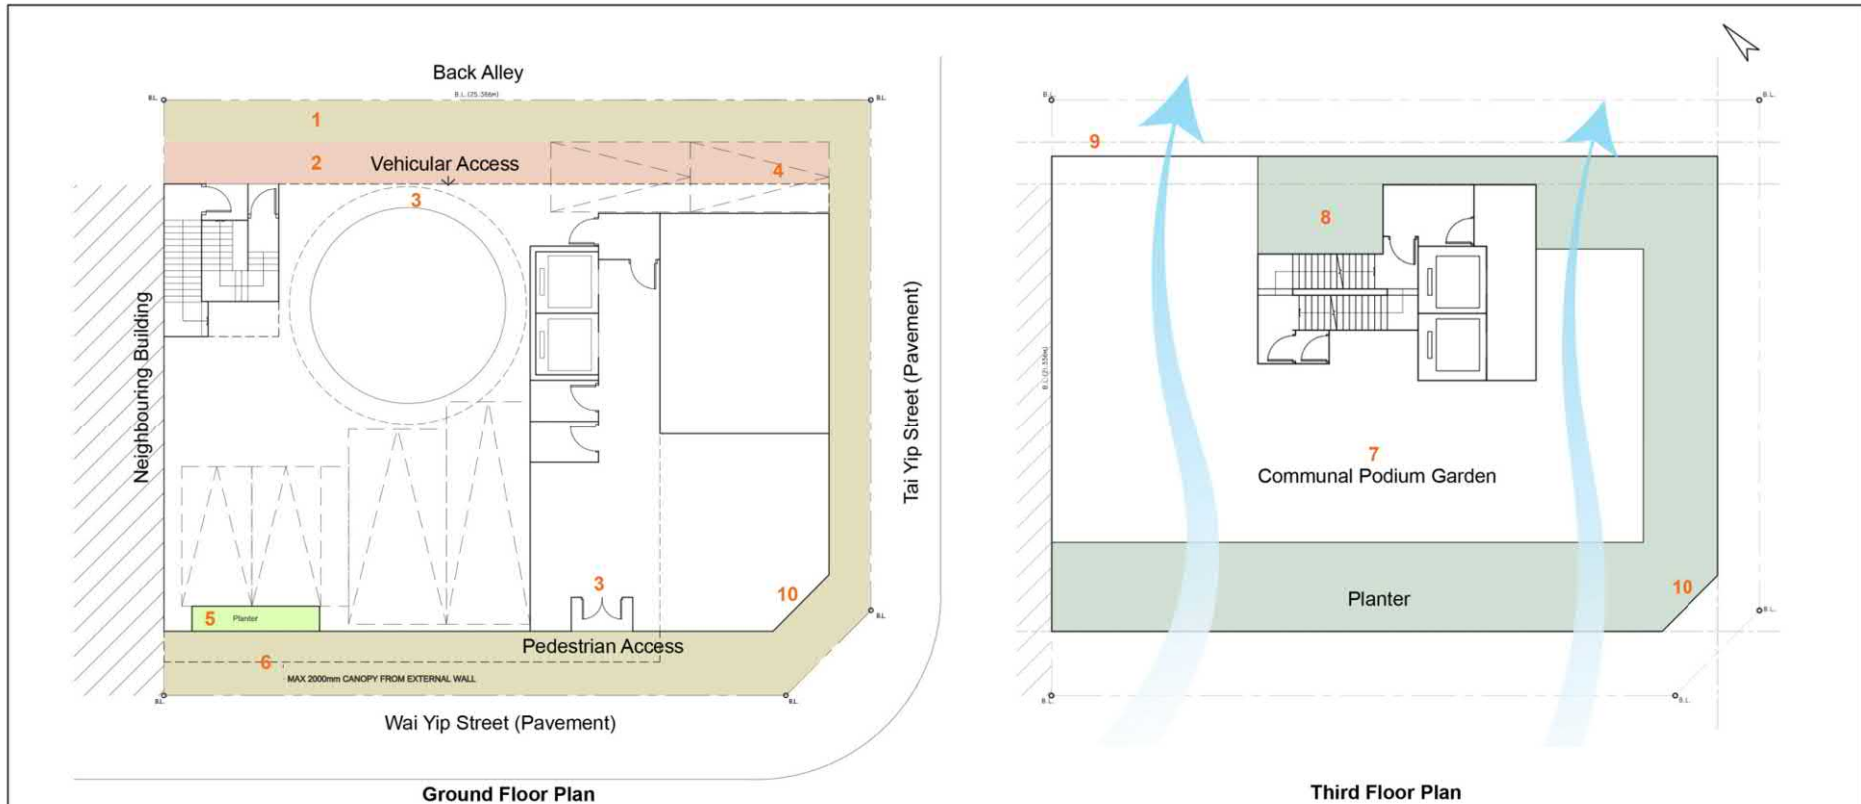 Back Alley
B.L.(25.386m)
B.L.
B.L.
1
2
Vehicular Access
4
3
Neighbouring Building
Tai Yip Street (Pavement)
10
3
5
Planter
Pedestrian Access
6
MAX 2000mm CANOPY FROM EXTERNAL WALL
B.L.
B.L.
B.L.
Wai Yip Street (Pavement)
Ground Floor Plan
B.L.
B.L.
9
8
7
Communal Podium Garden
10
Planter
B.L.
B.L.
B.L.
Third Floor Plan